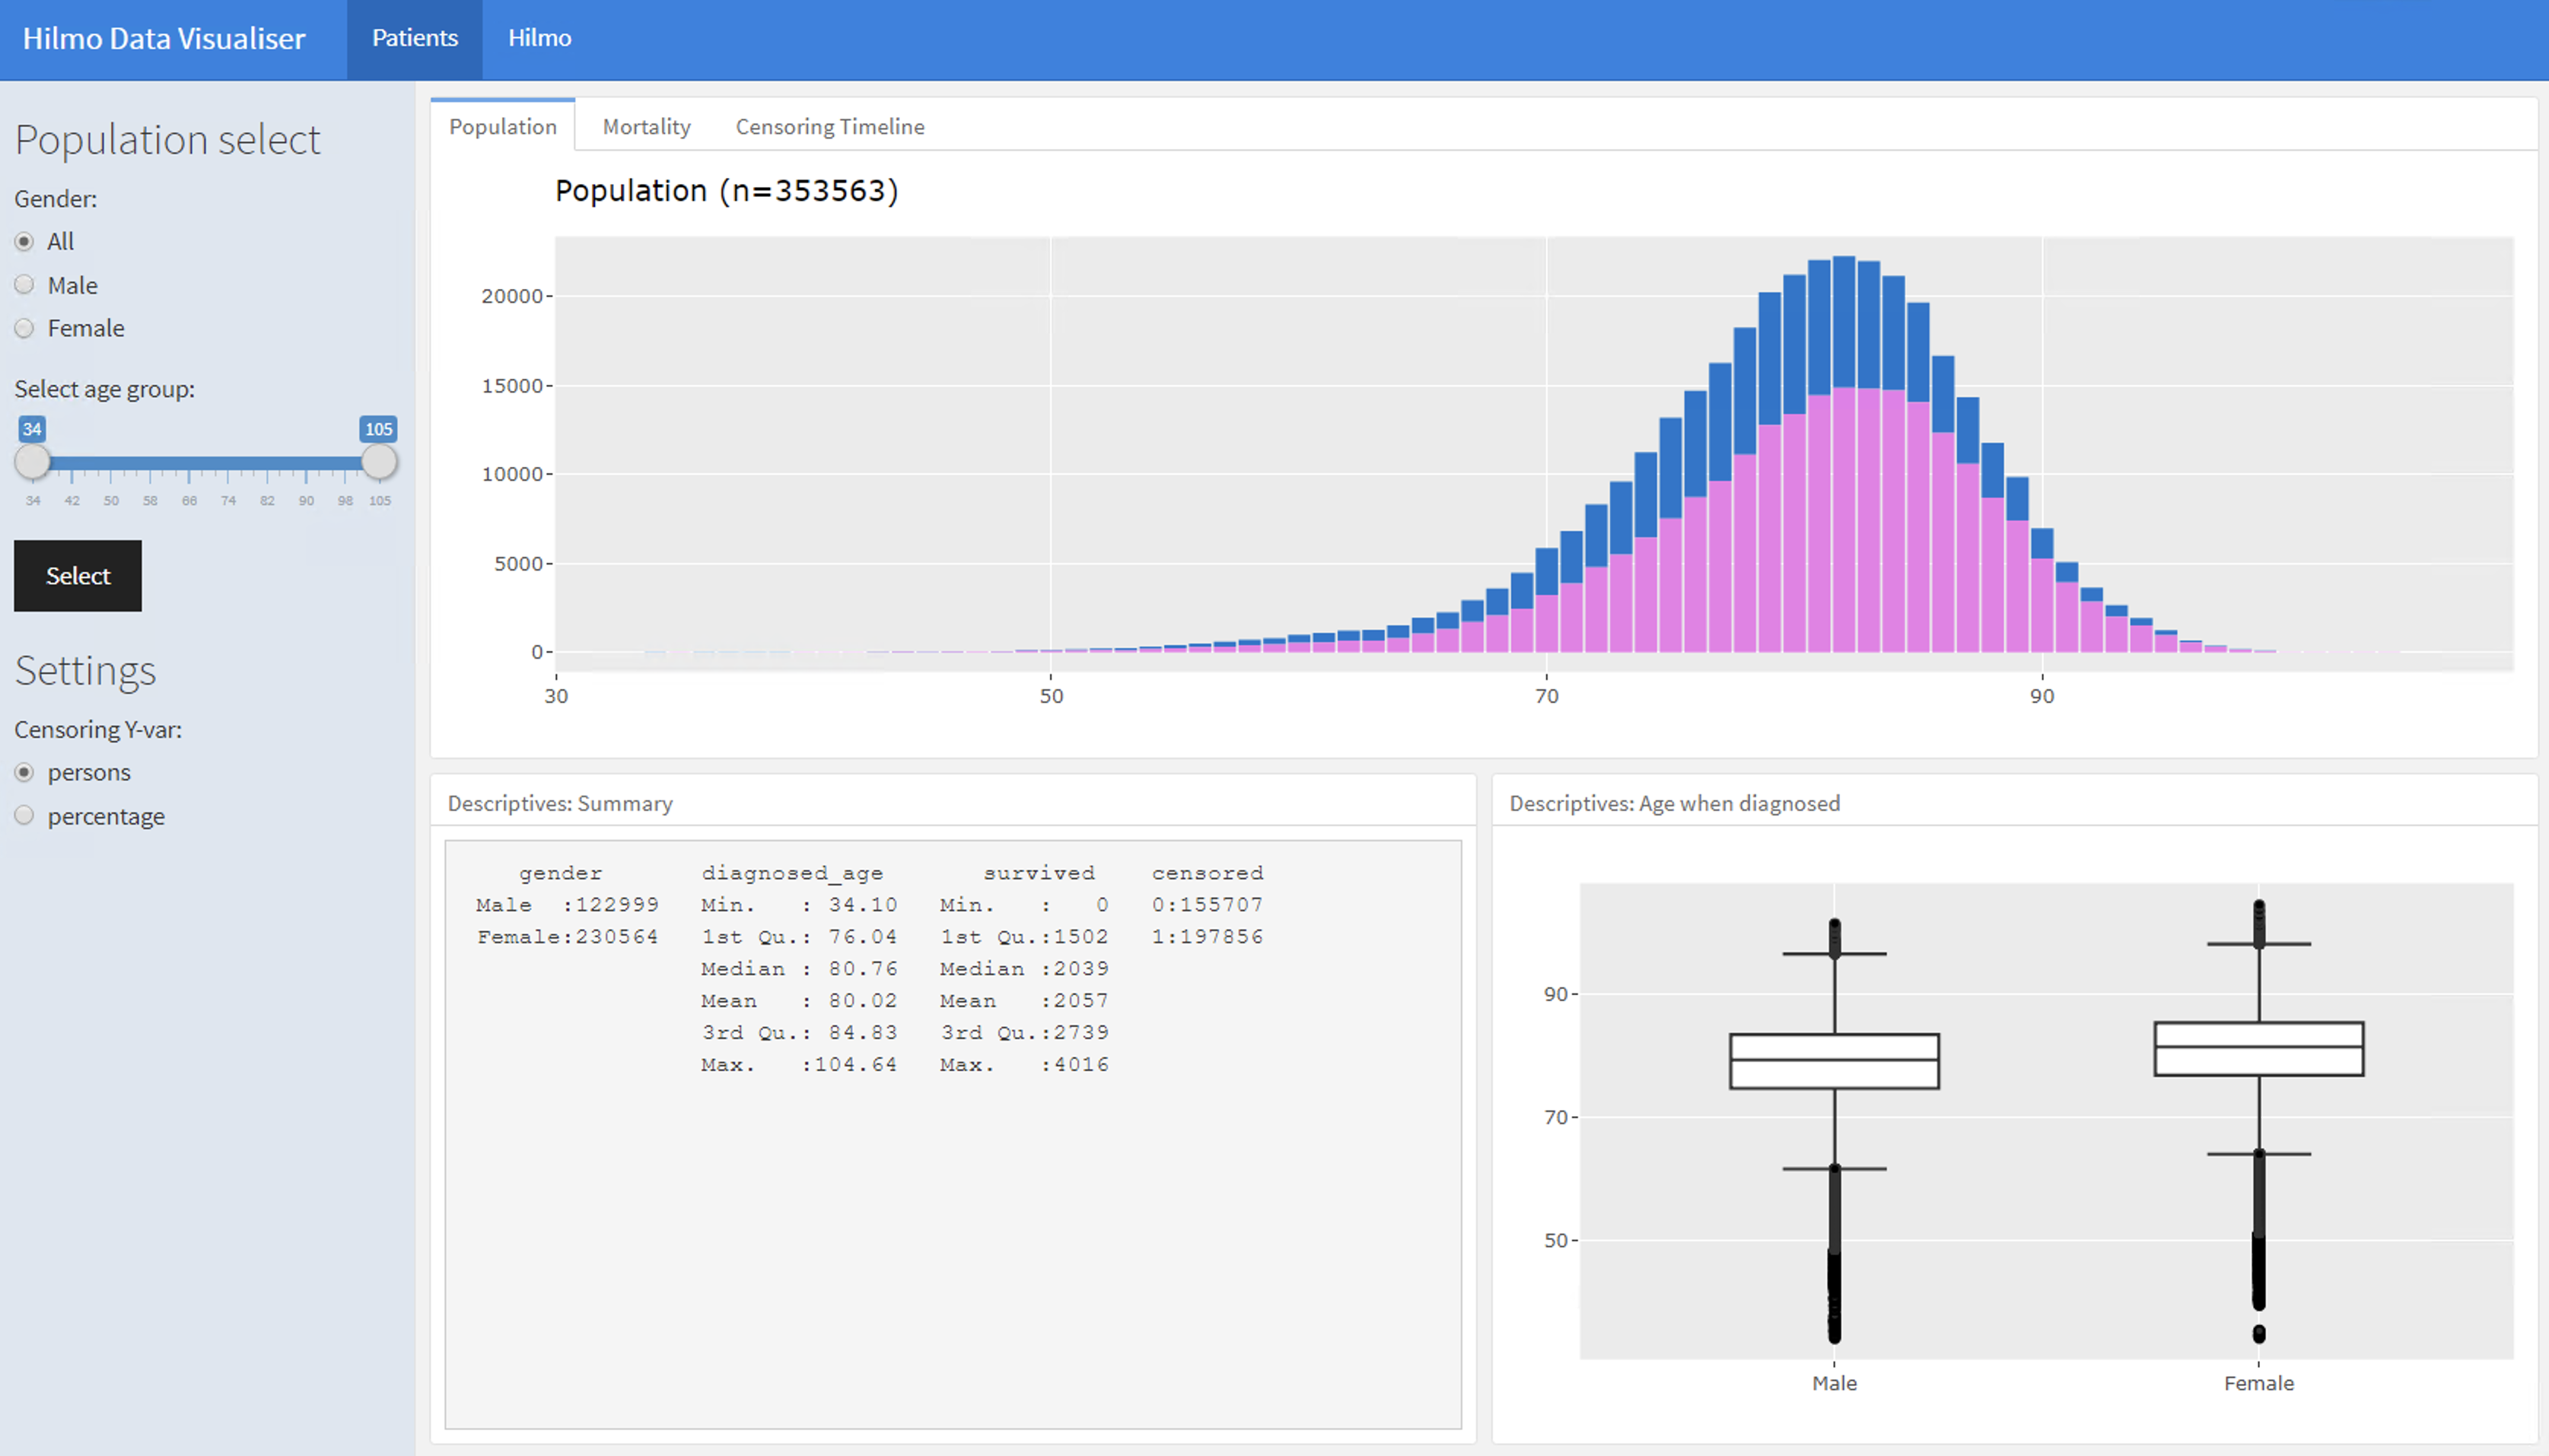 Hilmo Data Visualiser Patients Hilmo
Population select
Gender:
All
Male
Female
Select age group:
34 105
34 42 50 58 66 74 82 90 98 105
Select
Settings
Censoring Y-var:
persons
percentage
Population Mortality Censoring Timeline
Population (n=353563)
20000
15000
10000
5000
0
30 50 70 90
Descriptives: Summary
gender diagnosed_age survived censored
Male :122999 Min. : 34.10 Min. : 0 0:155707
Female:230564 1st Qu.: 76.04 1st Qu.:1502 1:197856
Median : 80.76 Median :2039
Mean : 80.02 Mean :2057
3rd Qu.: 84.83 3rd Qu.:2739
Max. :104.64 Max. :4016
Descriptives: Age when diagnosed
90
70
50
Male Female